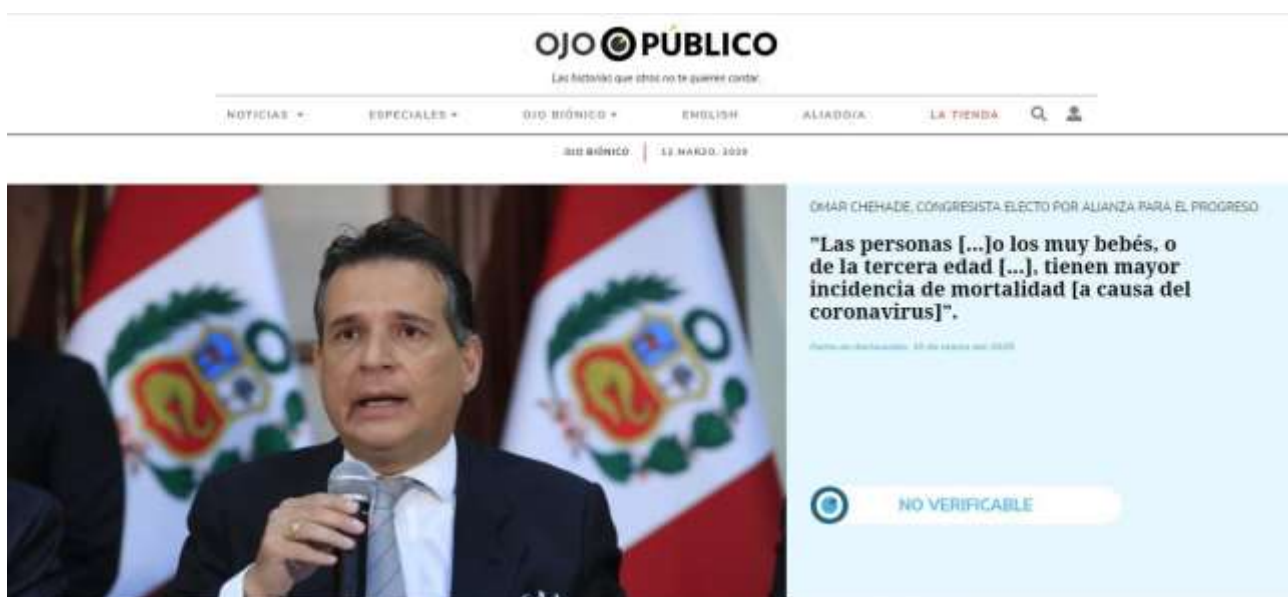 OJO PÚBLICO
Las historias que otros no te quieren contar.
NOTICIAS ESPECIALES OJO BIÓNICO ENGLISH ALIADO/A LA TIENDA
OJO BIÓNICO 12 MARZO, 2020
OMAR CHEHADE, CONGRESISTA ELECTO POR ALIANZA PARA EL PROGRESO
"Las personas [...]o los muy bebés, o
de la tercera edad [...], tienen mayor
incidencia de mortalidad [a causa del
coronavirus]".
NO VERIFICABLE